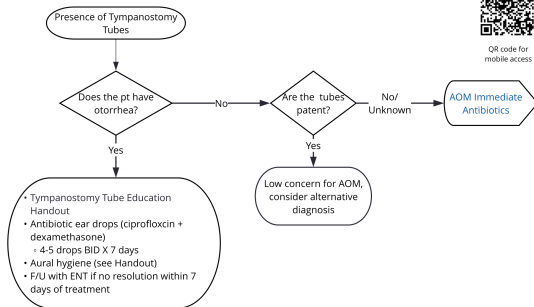 Presence of Tympanostomy
Tubes
QR code for
mobile access
Does the pt have
otorrhea?
No
Are the tubes
patent?
No/
Unknown
AOM Immediate
Antibiotics
Yes
Yes
Low concern for AOM,
consider alternative
diagnosis
• Tympanostomy Tube Education
Handout
• Antibiotic ear drops (ciprofloxcin +
dexamethasone)
◦ 4-5 drops BID X 7 days
• Aural hygiene (see Handout)
• F/U with ENT if no resolution within 7
days of treatment